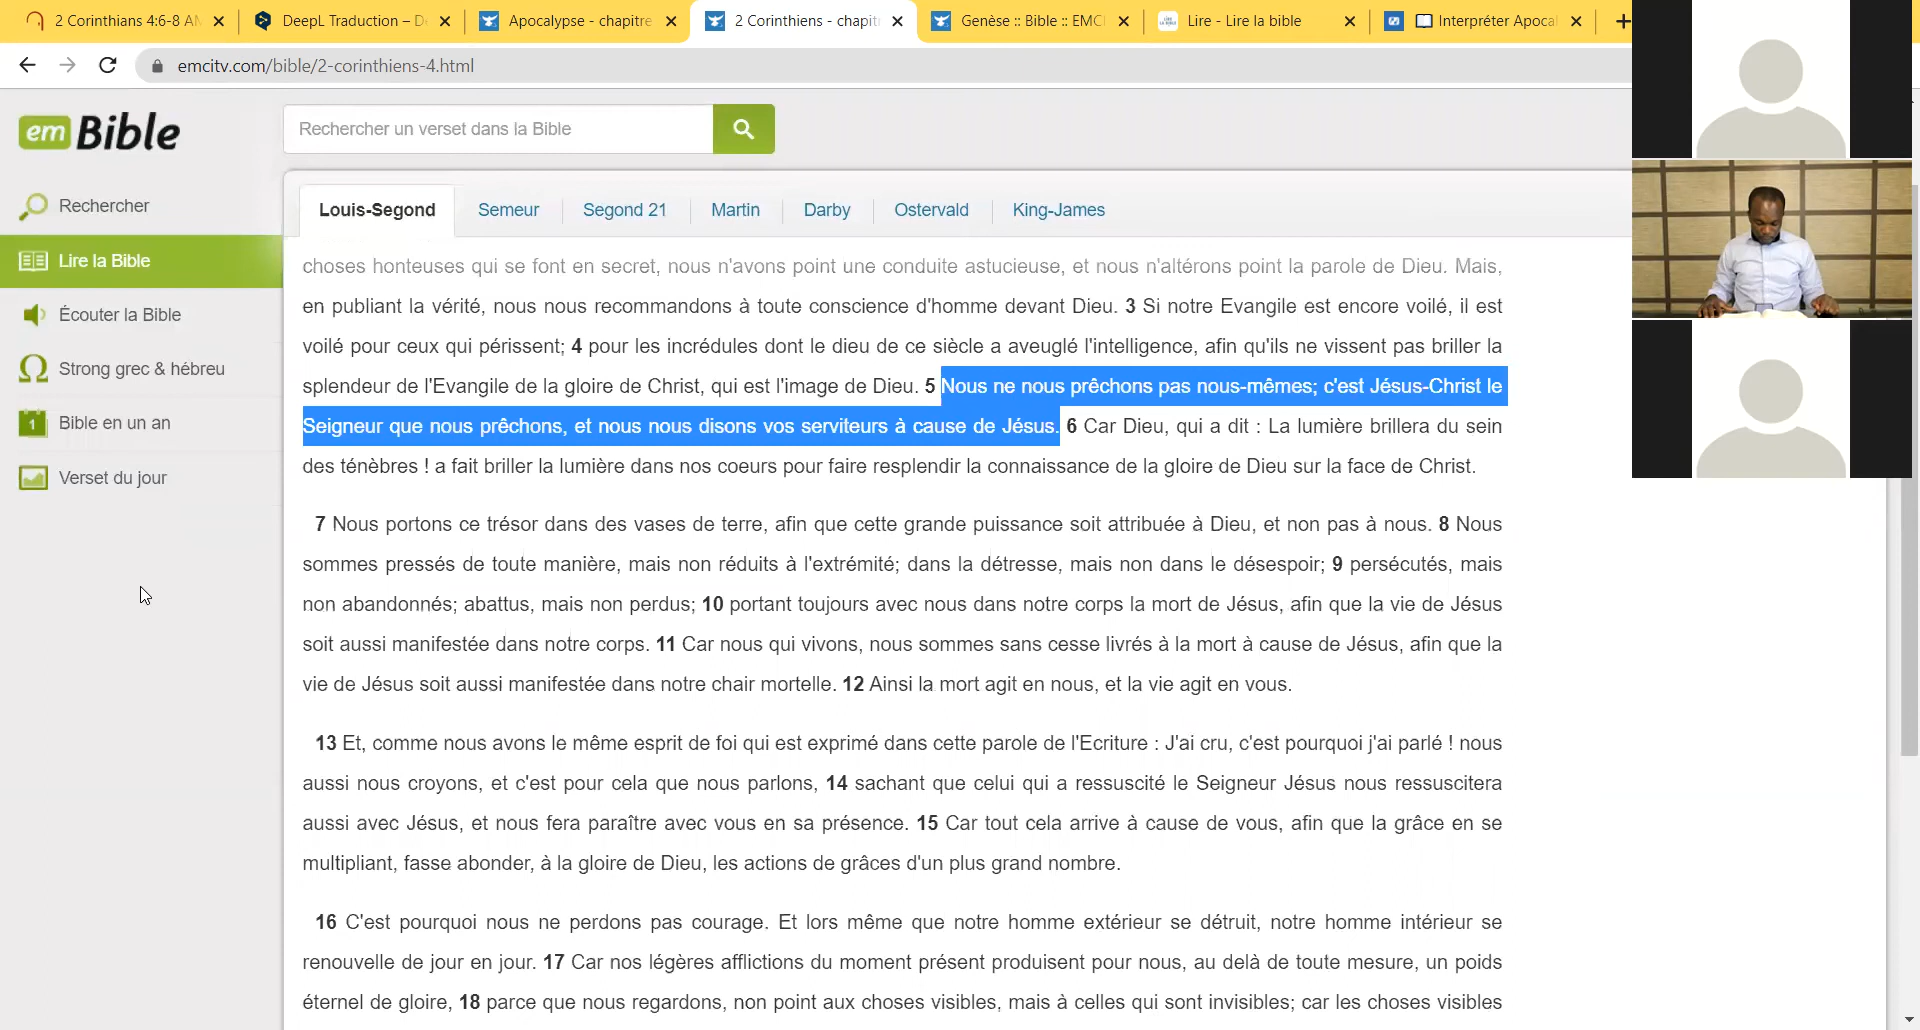 2 Corinthians 4:6-8 AM
DeepL Traduction – D
Apocalypse - chapitre
2 Corinthiens - chapit
Genèse :: Bible :: EMCI
Lire - Lire la bible
Interpréter Apocal
emcitv.com/bible/2-corinthiens-4.html
em Bible
Rechercher un verset dans la Bible
Rechercher
Lire la Bible
Écouter la Bible
Strong grec & hébreu
1 Bible en un an
Verset du jour
Louis-Segond Semeur Segond 21 Martin Darby Ostervald King-James
choses honteuses qui se font en secret, nous n'avons point une conduite astucieuse, et nous n'altérons point la parole de Dieu. Mais,
en publiant la vérité, nous nous recommandons à toute conscience d'homme devant Dieu. 3 Si notre Evangile est encore voilé, il est
voilé pour ceux qui périssent; 4 pour les incrédules dont le dieu de ce siècle a aveuglé l'intelligence, afin qu'ils ne vissent pas briller la
splendeur de l'Evangile de la gloire de Christ, qui est l'image de Dieu. 5 Nous ne nous prêchons pas nous-mêmes; c'est Jésus-Christ le
Seigneur que nous prêchons, et nous nous disons vos serviteurs à cause de Jésus. 6 Car Dieu, qui a dit : La lumière brillera du sein
des ténèbres ! a fait briller la lumière dans nos coeurs pour faire resplendir la connaissance de la gloire de Dieu sur la face de Christ.
7 Nous portons ce trésor dans des vases de terre, afin que cette grande puissance soit attribuée à Dieu, et non pas à nous. 8 Nous
sommes pressés de toute manière, mais non réduits à l'extrémité; dans la détresse, mais non dans le désespoir; 9 persécutés, mais
non abandonnés; abattus, mais non perdus; 10 portant toujours avec nous dans notre corps la mort de Jésus, afin que la vie de Jésus
soit aussi manifestée dans notre corps. 11 Car nous qui vivons, nous sommes sans cesse livrés à la mort à cause de Jésus, afin que la
vie de Jésus soit aussi manifestée dans notre chair mortelle. 12 Ainsi la mort agit en nous, et la vie agit en vous.
13 Et, comme nous avons le même esprit de foi qui est exprimé dans cette parole de l'Ecriture : J'ai cru, c'est pourquoi j'ai parlé ! nous
aussi nous croyons, et c'est pour cela que nous parlons, 14 sachant que celui qui a ressuscité le Seigneur Jésus nous ressuscitera
aussi avec Jésus, et nous fera paraître avec vous en sa présence. 15 Car tout cela arrive à cause de vous, afin que la grâce en se
multipliant, fasse abonder, à la gloire de Dieu, les actions de grâces d'un plus grand nombre.
16 C'est pourquoi nous ne perdons pas courage. Et lors même que notre homme extérieur se détruit, notre homme intérieur se
renouvelle de jour en jour. 17 Car nos légères afflictions du moment présent produisent pour nous, au delà de toute mesure, un poids
éternel de gloire, 18 parce que nous regardons, non point aux choses visibles, mais à celles qui sont invisibles; car les choses visibles